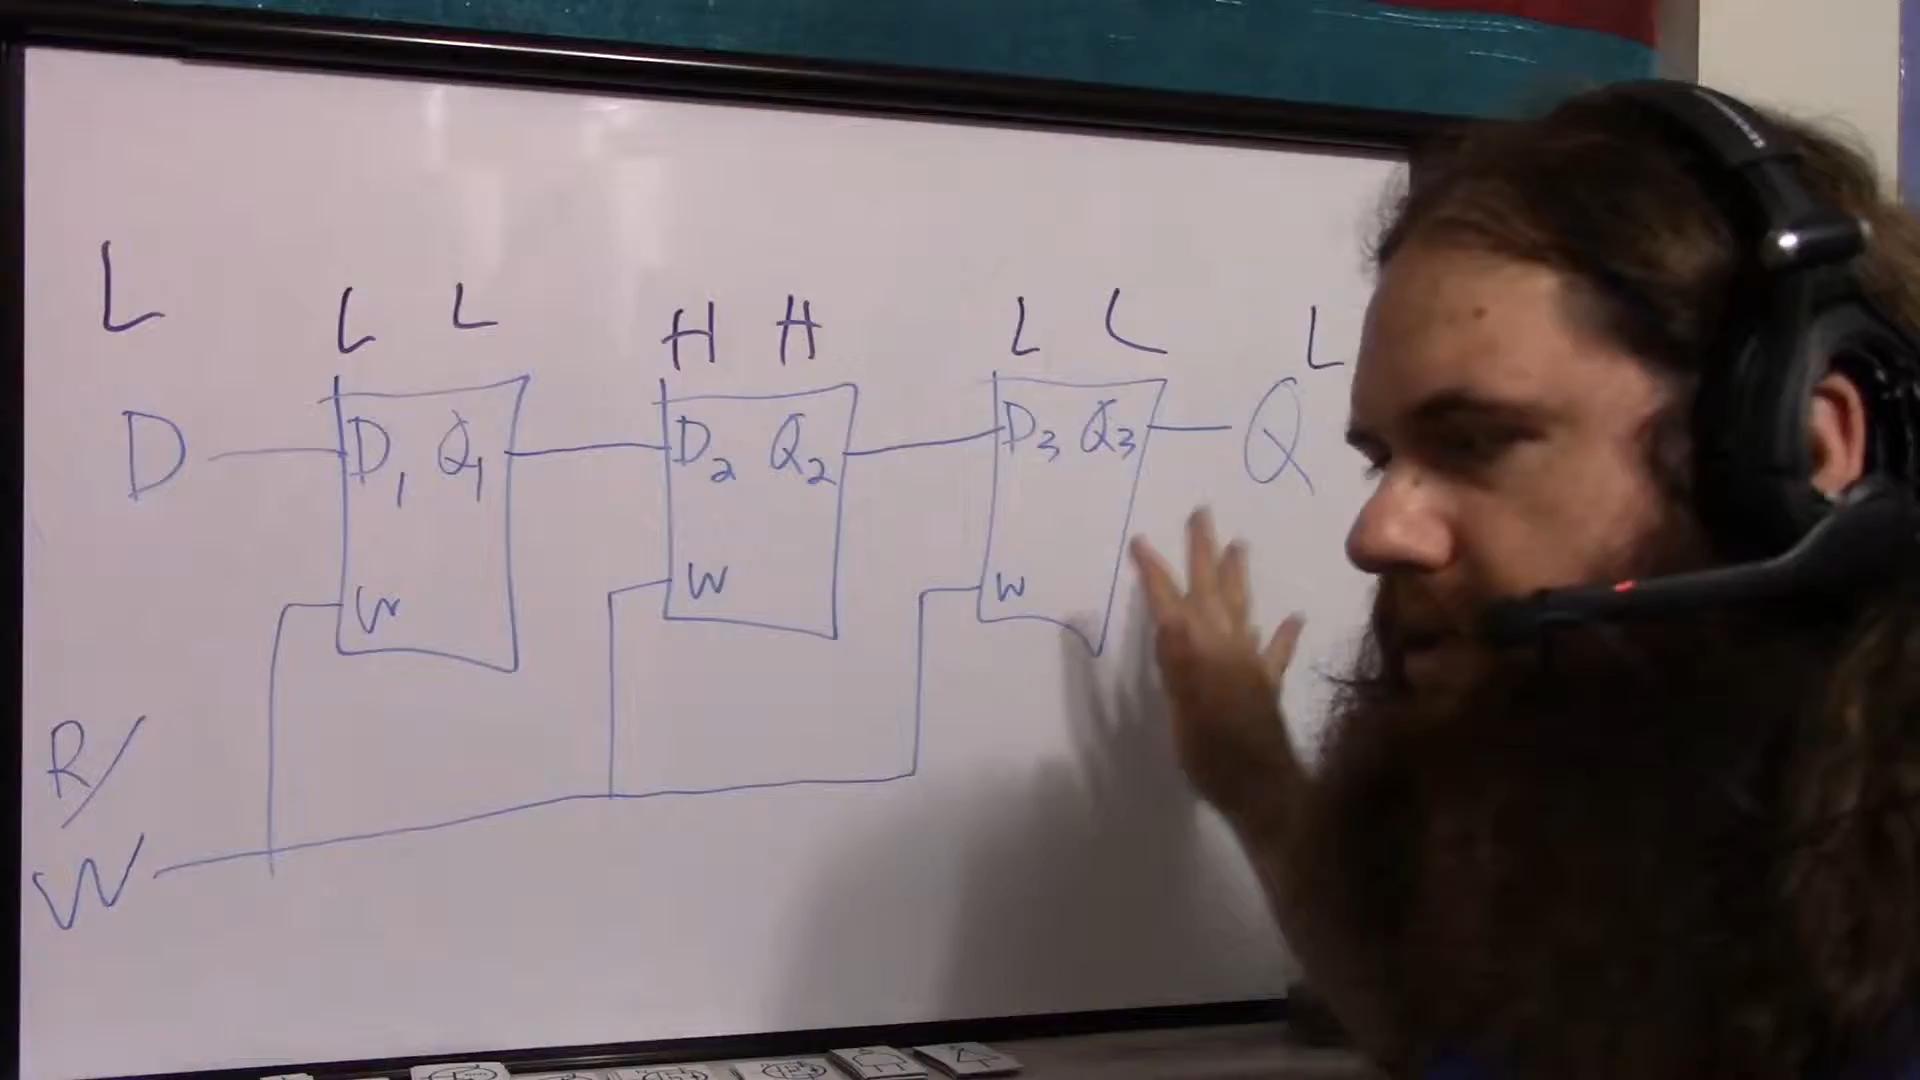 L
L L H H L L L
D D₁ Q₁ D₂ Q₂ D₃ Q₃ Q
W W W
R/
W